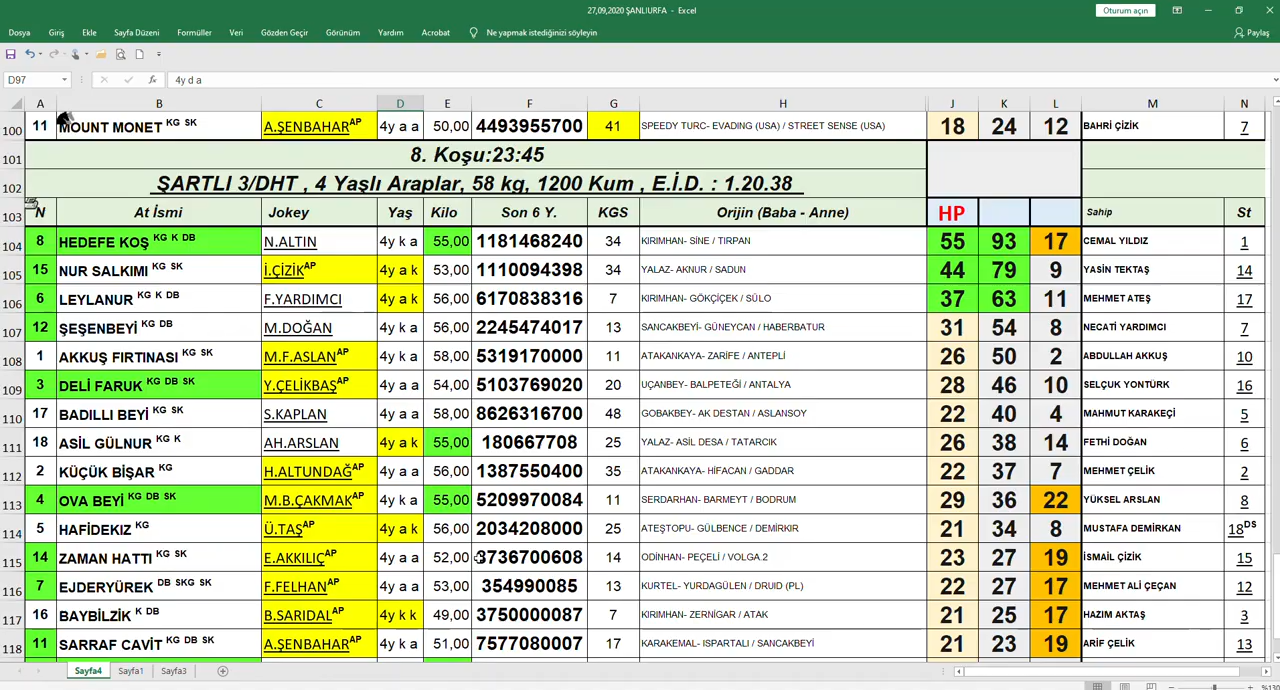 27,09,2020 ŞANLIURFA - Excel
Oturum açın
Dosya Giriş Ekle Sayfa Düzeni Formüller Veri Gözden Geçir Görünüm Yardım Acrobat Ne yapmak istediğinizi söyleyin Paylaş
D97 fx 4y d a
A B C D E F G H J K L M N
100 11 MOUNT MONET KG SK A.ŞENBAHAR AP 4y a a 50,00 4493955700 41 SPEEDY TURC- EVADING (USA) / STREET SENSE (USA) 18 24 12 BAHRİ ÇİZİK 7
101 8. Koşu:23:45
102 ŞARTLI 3/DHT , 4 Yaşlı Araplar, 58 kg, 1200 Kum , E.İ.D. : 1.20.38
103 N At İsmi Jokey Yaş Kilo Son 6 Y. KGS Orijin (Baba - Anne) HP Sahip St
104 8 HEDEFE KOŞ KG K DB N.ALTIN 4y k a 55,00 1181468240 34 KIRIMHAN- SİNE / TIRPAN 55 93 17 CEMAL YILDIZ 1
105 15 NUR SALKIMI KG SK İ.ÇİZİK AP 4y a k 53,00 1110094398 34 YALAZ- AKNUR / SADUN 44 79 9 YASİN TEKTAŞ 14
106 6 LEYLANUR KG K DB F.YARDIMCI 4y a k 56,00 6170838316 7 KIRIMHAN- GÖKÇİÇEK / SÜLO 37 63 11 MEHMET ATEŞ 17
107 12 ŞEŞENBEYİ KG DB M.DOĞAN 4y k a 56,00 2245474017 13 SANCAKBEYİ- GÜNEYCAN / HABERBATUR 31 54 8 NECATİ YARDIMCI 7
108 1 AKKUŞ FIRTINASI KG SK M.F.ASLAN AP 4y k a 58,00 5319170000 11 ATAKANKAYA- ZARİFE / ANTEPLİ 26 50 2 ABDULLAH AKKUŞ 10
109 3 DELİ FARUK KG DB SK Y.ÇELİKBAŞ AP 4y a a 54,00 5103769020 20 UÇANBEY- BALPETEĞİ / ANTALYA 28 46 10 SELÇUK YONTÜRK 16
110 17 BADILLI BEYİ KG SK S.KAPLAN 4y a a 58,00 8626316700 48 GOBAKBEY- AK DESTAN / ASLANSOY 22 40 4 MAHMUT KARAKEÇİ 5
111 18 ASİL GÜLNUR KG K AH.ARSLAN 4y a k 55,00 180667708 25 YALAZ- ASİL DESA / TATARCIK 26 38 14 FETHİ DOĞAN 6
112 2 KÜÇÜK BİŞAR KG H.ALTUNDAĞ AP 4y a a 56,00 1387550400 35 ATAKANKAYA- HİFACAN / GADDAR 22 37 7 MEHMET ÇELİK 2
113 4 OVA BEYİ KG DB SK M.B.ÇAKMAK AP 4y k a 55,00 5209970084 11 SERDARHAN- BARMEYT / BODRUM 29 36 22 YÜKSEL ARSLAN 8
114 5 HAFİDEKIZ KG Ü.TAŞ AP 4y a k 56,00 2034208000 25 ATEŞTOPU- GÜLBENCE / DEMİRKIR 21 34 8 MUSTAFA DEMİRKAN 18 DS
115 14 ZAMAN HATTI KG SK E.AKKILIÇ AP 4y k a 52,00 3736700608 14 ODİNHAN- PEÇELİ / VOLGA 2 23 27 19 İSMAİL ÇİZİK 15
116 7 EJDERYÜREK DB SKG SK F.FELHAN AP 4y a a 53,00 354990085 13 KURTEL- YURDAGÜLEN / DRUID (PL) 22 27 17 MEHMET ALİ ÇEÇAN 12
117 16 BAYBİLZİK K DB B.SARIDAL AP 4y k k 49,00 3750000087 7 KIRIMHAN- ZERNİGAR / ATAK 21 25 17 HAZIM AKTAŞ 3
118 11 SARRAF CAVİT KG DB SK A.ŞENBAHAR AP 4y k a 51,00 7577080007 17 KARAKEMAL- ISPARTALI / SANCAKBEYİ 21 23 19 ARİF ÇELİK 13
Sayfa4 Sayfa1 Sayfa3
%130